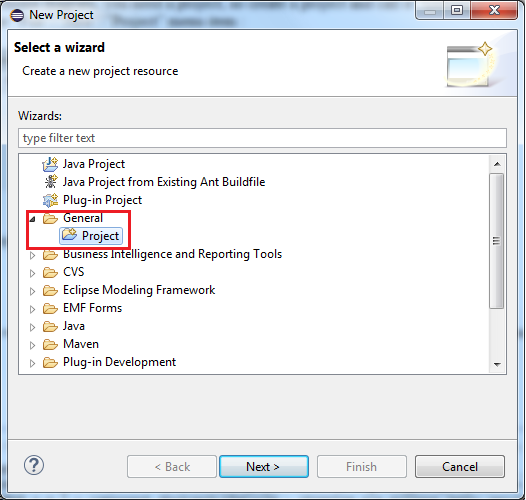 New Project
Select a wizard
Create a new project resource
Wizards:
type filter text
Java Project
Java Project from Existing Ant Buildfile
Plug-in Project
General
Project
Business Intelligence and Reporting Tools
CVS
Eclipse Modeling Framework
EMF Forms
Java
Maven
Plug-in Development
?
< Back
Next >
Finish
Cancel